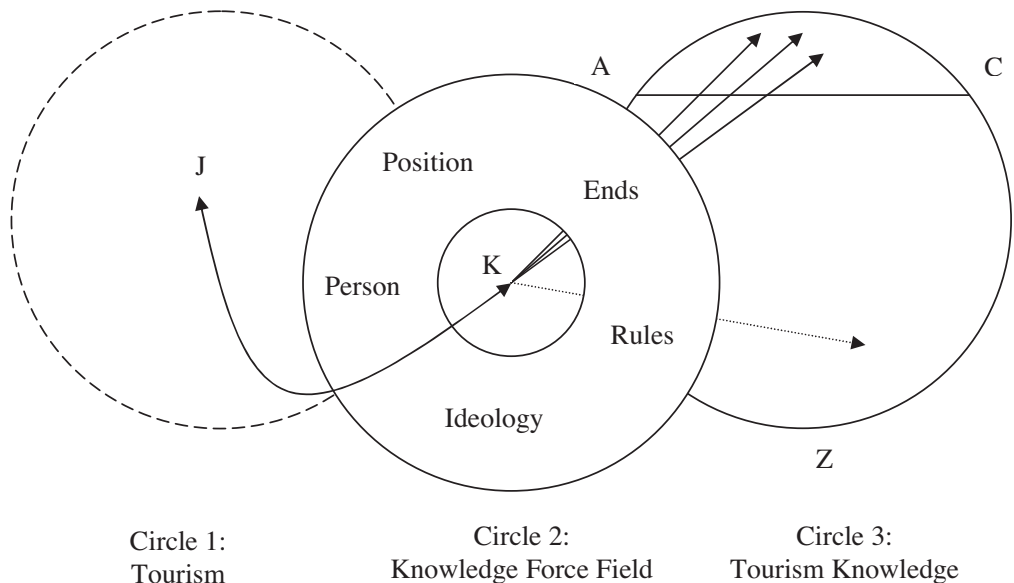 A
C
J
Position
Ends
K
Person
Rules
Ideology
Z
Circle 1:
Tourism
Circle 2:
Knowledge Force Field
Circle 3:
Tourism Knowledge